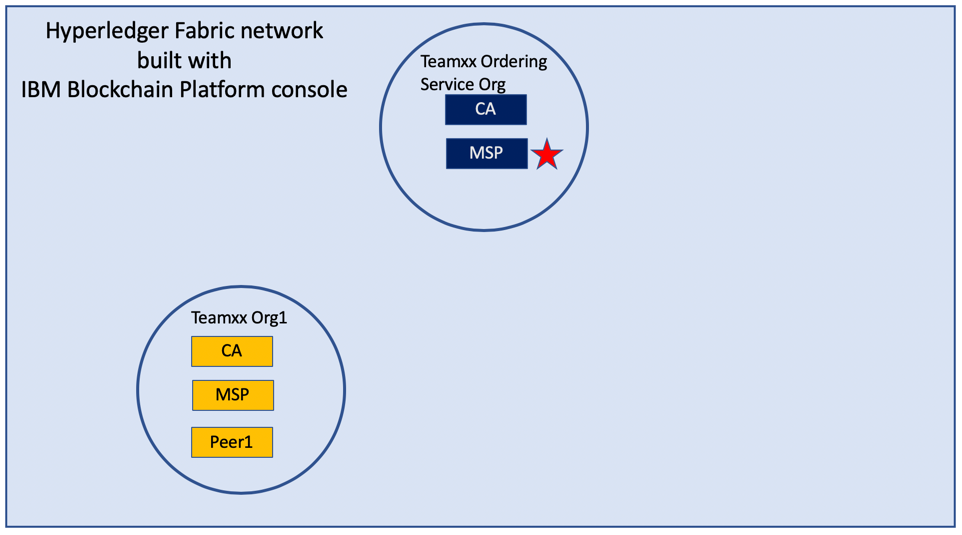 Hyperledger Fabric network
built with
IBM Blockchain Platform console
Teamxx Ordering
Service Org
CA
MSP
Teamxx Org1
CA
MSP
Peer1